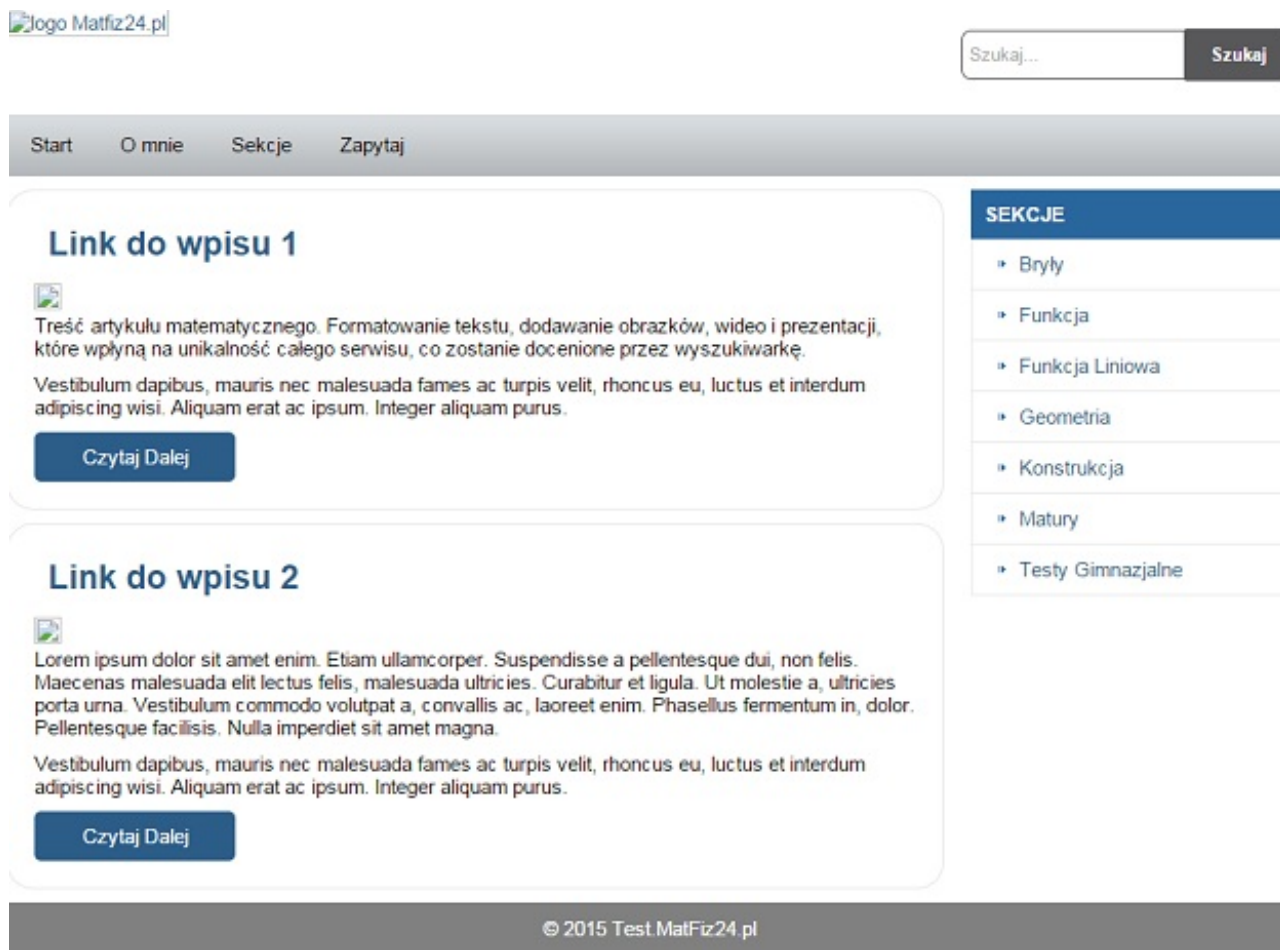 logo Matfiz24.pl
Szukaj...
Szukaj
Start O mnie Sekcje Zapytaj
Link do wpisu 1
Treść artykułu matematycznego. Formatowanie tekstu, dodawanie obrazków, wideo i prezentacji,
które wpłyną na unikalność całego serwisu, co zostanie docenione przez wyszukiwarkę.
Vestibulum dapibus, mauris nec malesuada fames ac turpis velit, rhoncus eu, luctus et interdum
adipiscing wisi. Aliquam erat ac ipsum. Integer aliquam purus.
Czytaj Dalej
Link do wpisu 2
Lorem ipsum dolor sit amet enim. Etiam ullamcorper. Suspendisse a pellentesque dui, non felis.
Maecenas malesuada elit lectus felis, malesuada ultricies. Curabitur et ligula. Ut molestie a, ultricies
porta urna. Vestibulum commodo volutpat a, convallis ac, laoreet enim. Phasellus fermentum in, dolor.
Pellentesque facilisis. Nulla imperdiet sit amet magna.
Vestibulum dapibus, mauris nec malesuada fames ac turpis velit, rhoncus eu, luctus et interdum
adipiscing wisi. Aliquam erat ac ipsum. Integer aliquam purus.
Czytaj Dalej
SEKCJE
Bryły
Funkcja
Funkcja Liniowa
Geometria
Konstrukcja
Matury
Testy Gimnazjalne
© 2015 Test.MatFiz24.pl